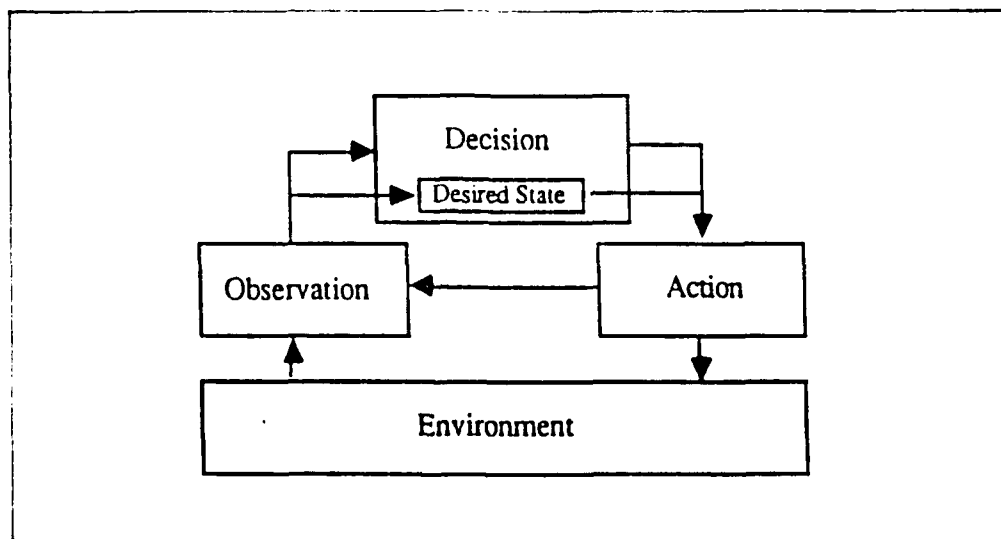 Decision
Desired State
Observation
Action
Environment